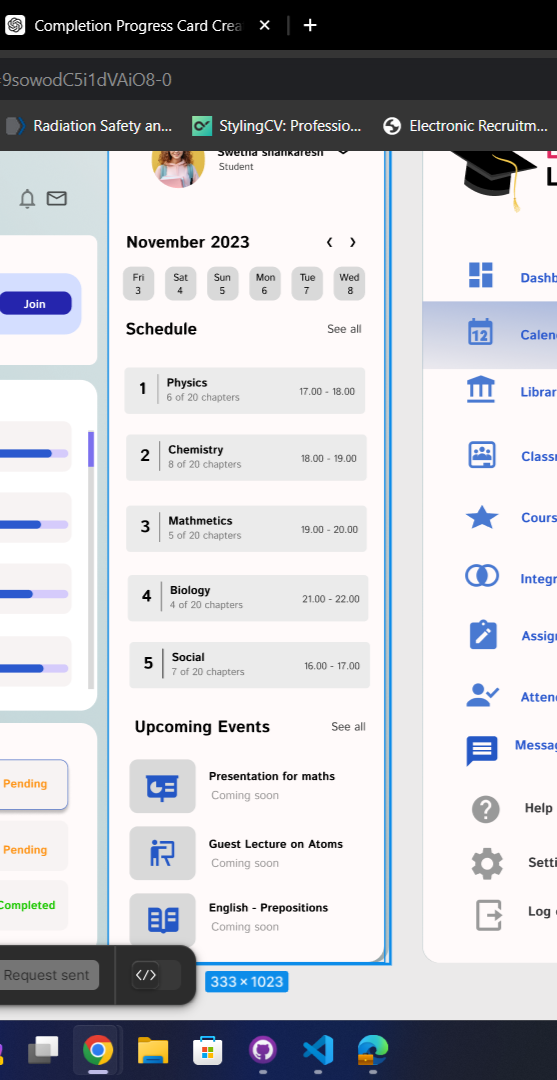 Completion Progress Card Crea
9sowodC5i1dVAiO8-0
Radiation Safety an...
StylingCV: Professio...
Electronic Recruitm...
Swetha shankaresh
Student
November 2023
Fri
3
Sat
4
Sun
5
Mon
6
Tue
7
Wed
8
Join
Schedule
See all
1
Physics
6 of 20 chapters
17.00 - 18.00
2
Chemistry
8 of 20 chapters
18.00 - 19.00
3
Mathmetics
5 of 20 chapters
19.00 - 20.00
4
Biology
4 of 20 chapters
21.00 - 22.00
5
Social
7 of 20 chapters
16.00 - 17.00
Upcoming Events
See all
Presentation for maths
Coming soon
Guest Lecture on Atoms
Coming soon
English - Prepositions
Coming soon
Pending
Pending
Completed
Request sent
</>
333 × 1023
L
Dashb
12
Calen
Librar
Classr
Cours
Integr
Assig
Atten
Messag
Help
Setti
Log